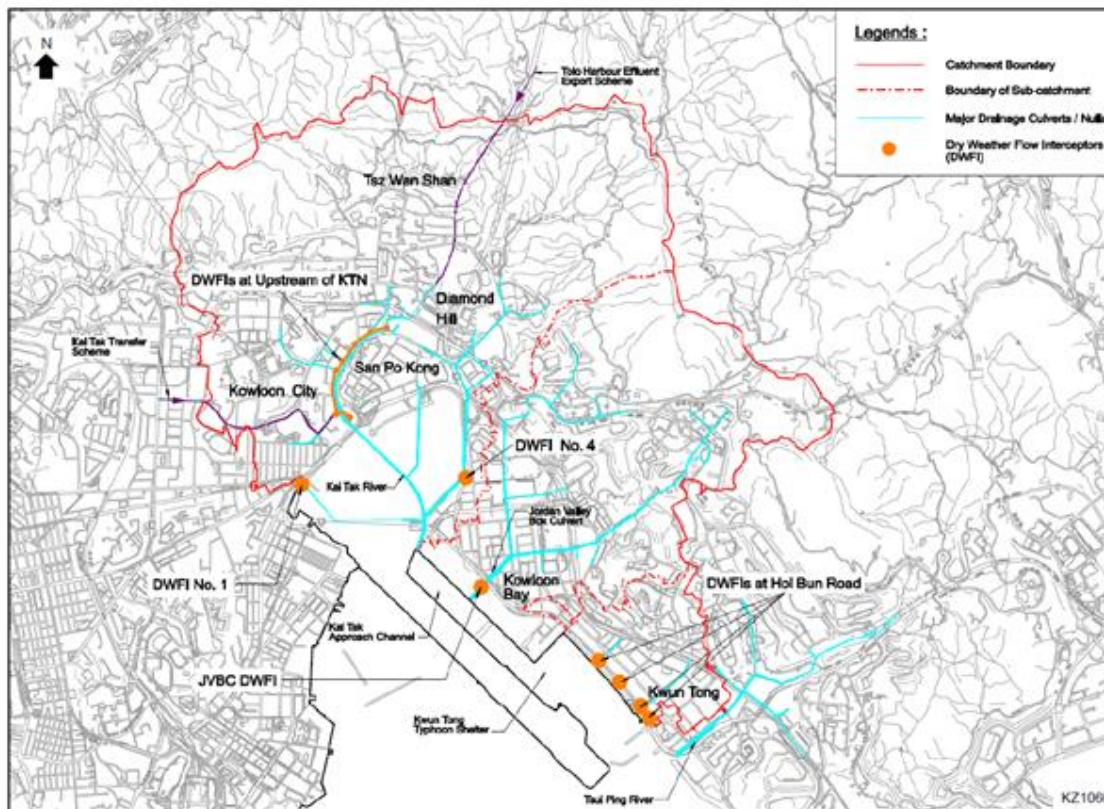 N
Legends :
Catchment Boundary
Boundary of Sub-catchment
Major Drainage Culverts / Nulla
Dry Weather Flow Interceptors
(DWFI)
Tolo Harbour Effluent
Export Scheme
Tsz Wan Shan
DWFIs at Upstream of KTN
Diamond
Hill
Kai Tak Transfer
Scheme
San Po Kong
Kowloon City
DWFI No. 4
Kai Tak River
Jordan Valley
Box Culvert
DWFI No. 1
Kowloon
Bay
DWFIs at Hoi Bun Road
Kai Tak
Approach Channel
JVBC DWFI
Kwun Tong
Kwun Tong
Typhoon Shelter
Tsui Ping River